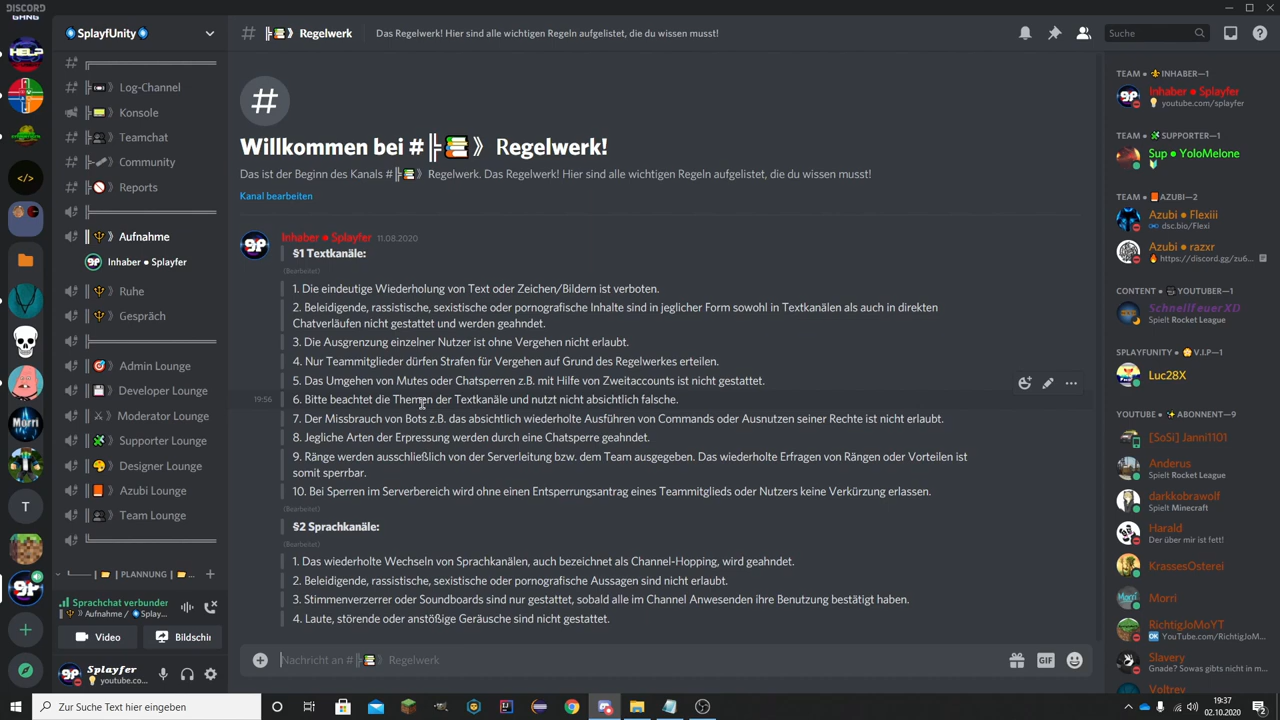 DISCORD
SplayfUnity
Log-Channel
Konsole
Teamchat
Community
Reports
Aufnahme
Inhaber ● Splayfer
Ruhe
Gespräch
Admin Lounge
Developer Lounge
Moderator Lounge
Supporter Lounge
Designer Lounge
Azubi Lounge
Team Lounge
PLANNUNG
Sprachchat verbunden
Aufnahme / Splay...
Video
Bildschir
Splayfer
youtube.co...
HELP
</>
Morri
T
Regelwerk
Das Regelwerk! Hier sind alle wichtigen Regeln aufgelistet, die du wissen musst!
Suche
Willkommen bei # Regelwerk!
Das ist der Beginn des Kanals # Regelwerk. Das Regelwerk! Hier sind alle wichtigen Regeln aufgelistet, die du wissen musst!
Kanal bearbeiten
Inhaber ● Splayfer 11.08.2020
§1 Textkanäle:
(Bearbeitet)
1. Die eindeutige Wiederholung von Text oder Zeichen/Bildern ist verboten.
2. Beleidigende, rassistische, sexistische oder pornografische Inhalte sind in jeglicher Form sowohl in Textkanälen als auch in direkten
Chatverläufen nicht gestattet und werden geahndet.
3. Die Ausgrenzung einzelner Nutzer ist ohne Vergehen nicht erlaubt.
4. Nur Teammitglieder dürfen Strafen für Vergehen auf Grund des Regelwerkes erteilen.
5. Das Umgehen von Mutes oder Chatsperren z.B. mit Hilfe von Zweitaccounts ist nicht gestattet.
19:56 6. Bitte beachtet die Themen der Textkanäle und nutzt nicht absichtlich falsche.
7. Der Missbrauch von Bots z.B. das absichtlich wiederholte Ausführen von Commands oder Ausnutzen seiner Rechte ist nicht erlaubt.
8. Jegliche Arten der Erpressung werden durch eine Chatsperre geahndet.
9. Ränge werden ausschließlich von der Serverleitung bzw. dem Team ausgegeben. Das wiederholte Erfragen von Rängen oder Vorteilen ist
somit sperrbar.
10. Bei Sperren im Serverbereich wird ohne einen Entsperrungsantrag eines Teammitglieds oder Nutzers keine Verkürzung erlassen.
(Bearbeitet)
§2 Sprachkanäle:
(Bearbeitet)
1. Das wiederholte Wechseln von Sprachkanälen, auch bezeichnet als Channel-Hopping, wird geahndet.
2. Beleidigende, rassistische, sexistische oder pornografische Aussagen sind nicht erlaubt.
3. Stimmenverzerrer oder Soundboards sind nur gestattet, sobald alle im Channel Anwesenden ihre Benutzung bestätigt haben.
4. Laute, störende oder anstößige Geräusche sind nicht gestattet.
Nachricht an # Regelwerk
GIF
TEAM ● INHABER—1
Inhaber ● Splayfer
youtube.com/splayfer
TEAM ● SUPPORTER—1
Sup ● YoloMelone
TEAM ● AZUBI—2
Azubi ● Flexiii
dsc.bio/Flexi
Azubi ● razxr
https://discord.gg/zu6...
CONTENT ● YOUTUBER—1
SchnellFeuerXD
Spielt Rocket League
SPLAYFUNITY ● V.I.P—1
Luc28X
YOUTUBE ● ABONNENT—9
[SoSi] Janni1101
Anderus
Spielt Rocket League
darkkobrawolf
Spielt Minecraft
Harald
Der über mir ist fett!
KrassesOsterei
Morri
RichtigJoMoYT
OK YouTube.com/RichtigJoM...
Slavery
Gnade? Sowas gibts nicht in m...
Voltrey
Zur Suche Text hier eingeben
19:37
02.10.2020
2